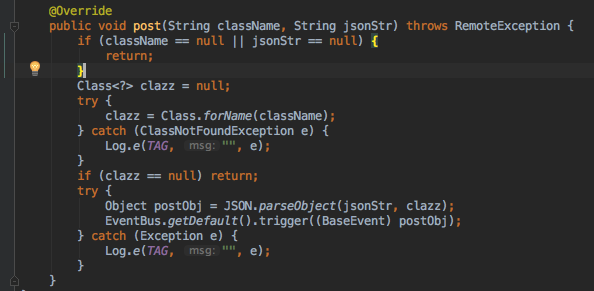 @Override
public void post(String className, String jsonStr) throws RemoteException {
    if (className == null || jsonStr == null) {
        return;
    }
    Class<?> clazz = null;
    try {
        clazz = Class.forName(className);
    } catch (ClassNotFoundException e) {
        Log.e(TAG, msg: "", e);
    }
    if (clazz == null) return;
    try {
        Object postObj = JSON.parseObject(jsonStr, clazz);
        EventBus.getDefault().trigger((BaseEvent) postObj);
    } catch (Exception e) {
        Log.e(TAG, msg: "", e);
    }
}